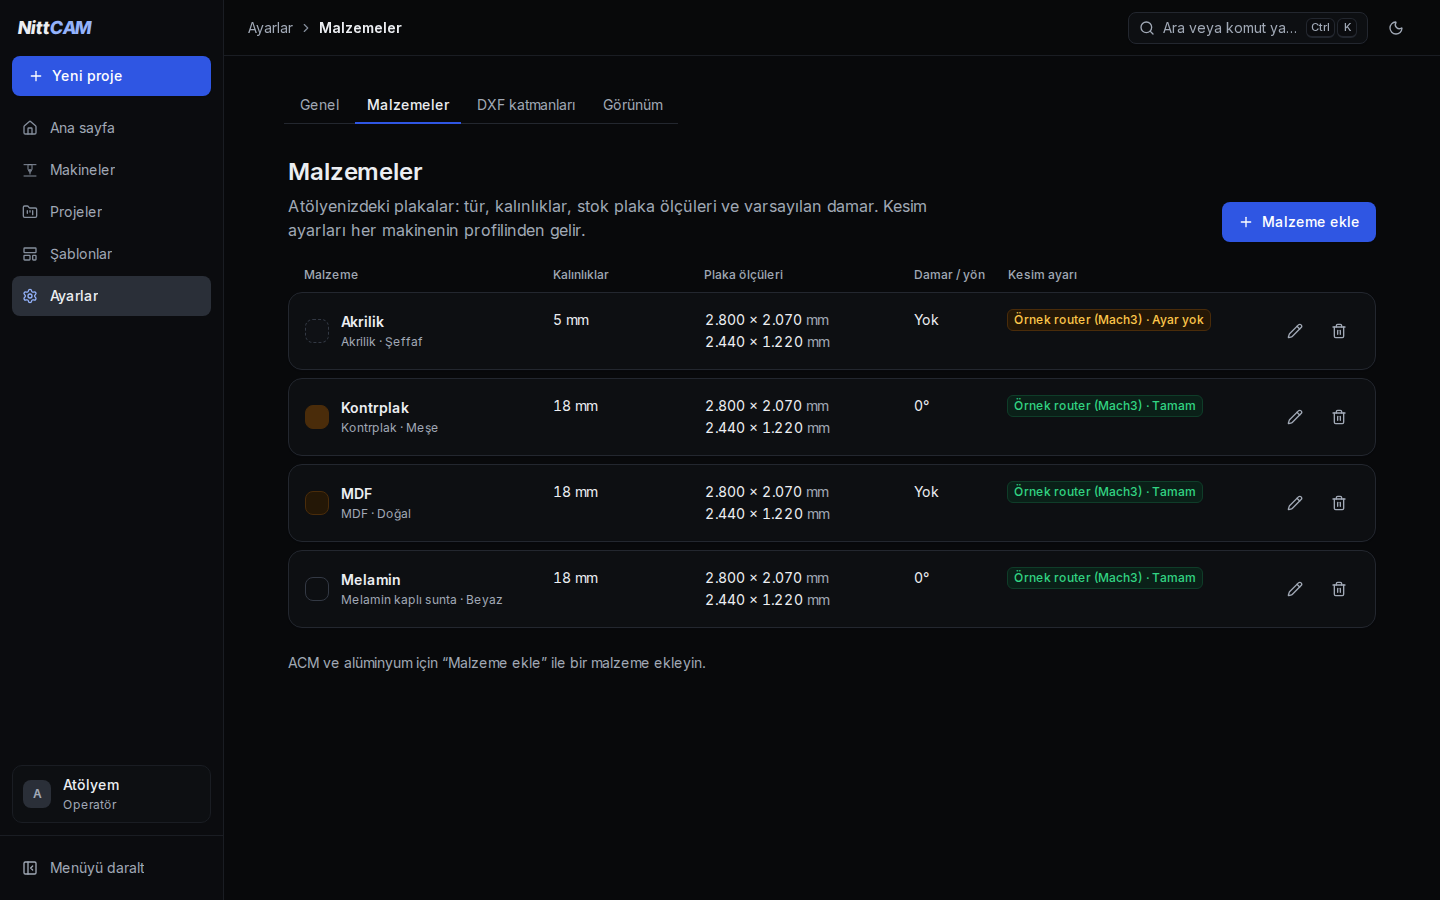 NittCAM
Yeni proje
Ana sayfa
Makineler
Projeler
Şablonlar
Ayarlar
Atölyem
A
Operatör
Menüyü daralt
Ayarlar > Malzemeler
Ara veya komut ya... Ctrl K
Genel Malzemeler DXF katmanları Görünüm
Malzemeler
Atölyenizdeki plakalar: tür, kalınlıklar, stok plaka ölçüleri ve varsayılan damar. Kesim
ayarları her makinenin profilinden gelir.
Malzeme ekle
Malzeme Kalınlıklar Plaka ölçüleri Damar / yön Kesim ayarı
Akrilik 5 mm 2.800 × 2.070 mm Yok Örnek router (Mach3) · Ayar yok
Akrilik · Şeffaf 2.440 × 1.220 mm
Kontrplak 18 mm 2.800 × 2.070 mm 0° Örnek router (Mach3) · Tamam
Kontrplak · Meşe 2.440 × 1.220 mm
MDF 18 mm 2.800 × 2.070 mm Yok Örnek router (Mach3) · Tamam
MDF · Doğal 2.440 × 1.220 mm
Melamin 18 mm 2.800 × 2.070 mm 0° Örnek router (Mach3) · Tamam
Melamin kaplı sunta · Beyaz 2.440 × 1.220 mm
ACM ve alüminyum için “Malzeme ekle” ile bir malzeme ekleyin.